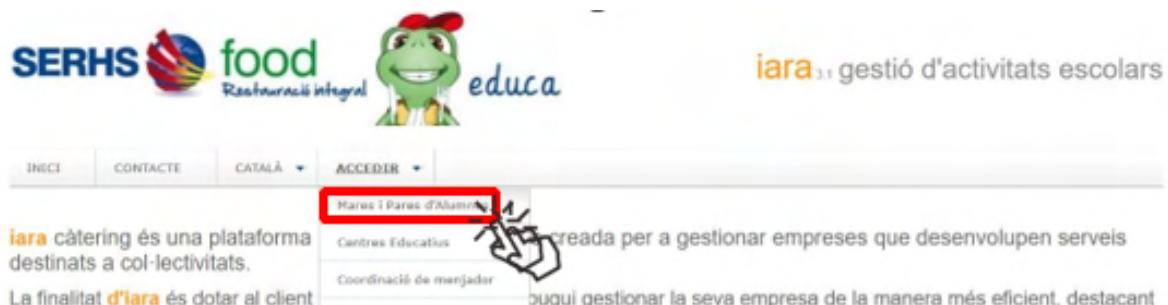 SERHS food
Restauració integral
educa
iara 3.1 gestió d'activitats escolars
INICI CONTACTE CATALÀ ACCEDIR
Mares i Pares d'Alumnes
iara càtering és una plataforma creada per a gestionar empreses que desenvolupen serveis
Centres Educatius
destinats a col·lectivitats.
Coordinació de menjador
La finalitat d'iara és dotar al client pugui gestionar la seva empresa de la manera més eficient, destacant